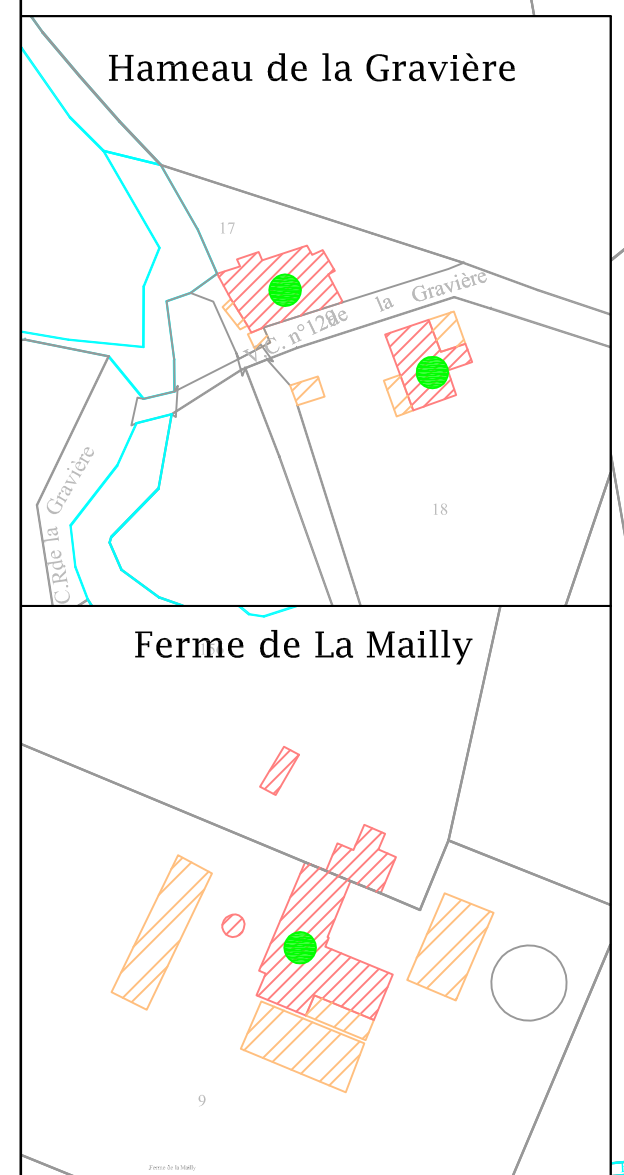 Hameau de la Gravière
17
V.C. n°129
de la Gravière
C.R de la Gravière
18
Ferme de La Mailly
9
Ferme de la Mailly